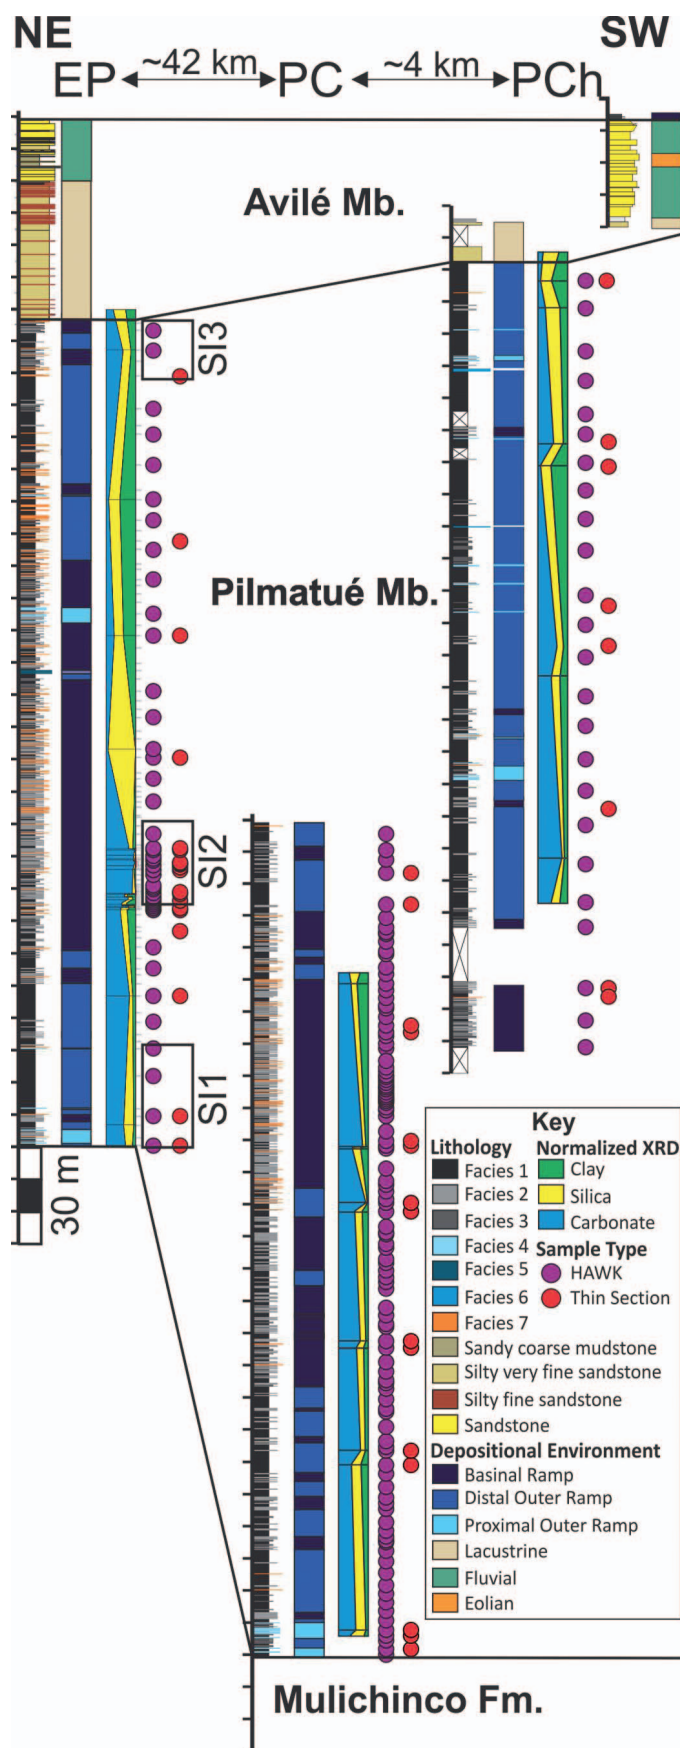 NE
SW
EP
~42 km
PC
~4 km
PCh
Avilé Mb.
SI3
Pilmatué Mb.
SI2
SI1
30 m
Key
Lithology
Facies 1
Facies 2
Facies 3
Facies 4
Facies 5
Facies 6
Facies 7
Sandy coarse mudstone
Silty very fine sandstone
Silty fine sandstone
Sandstone
Normalized XRD
Clay
Silica
Carbonate
Sample Type
HAWK
Thin Section
Depositional Environment
Basinal Ramp
Distal Outer Ramp
Proximal Outer Ramp
Lacustrine
Fluvial
Eolian
Mulichinco Fm.